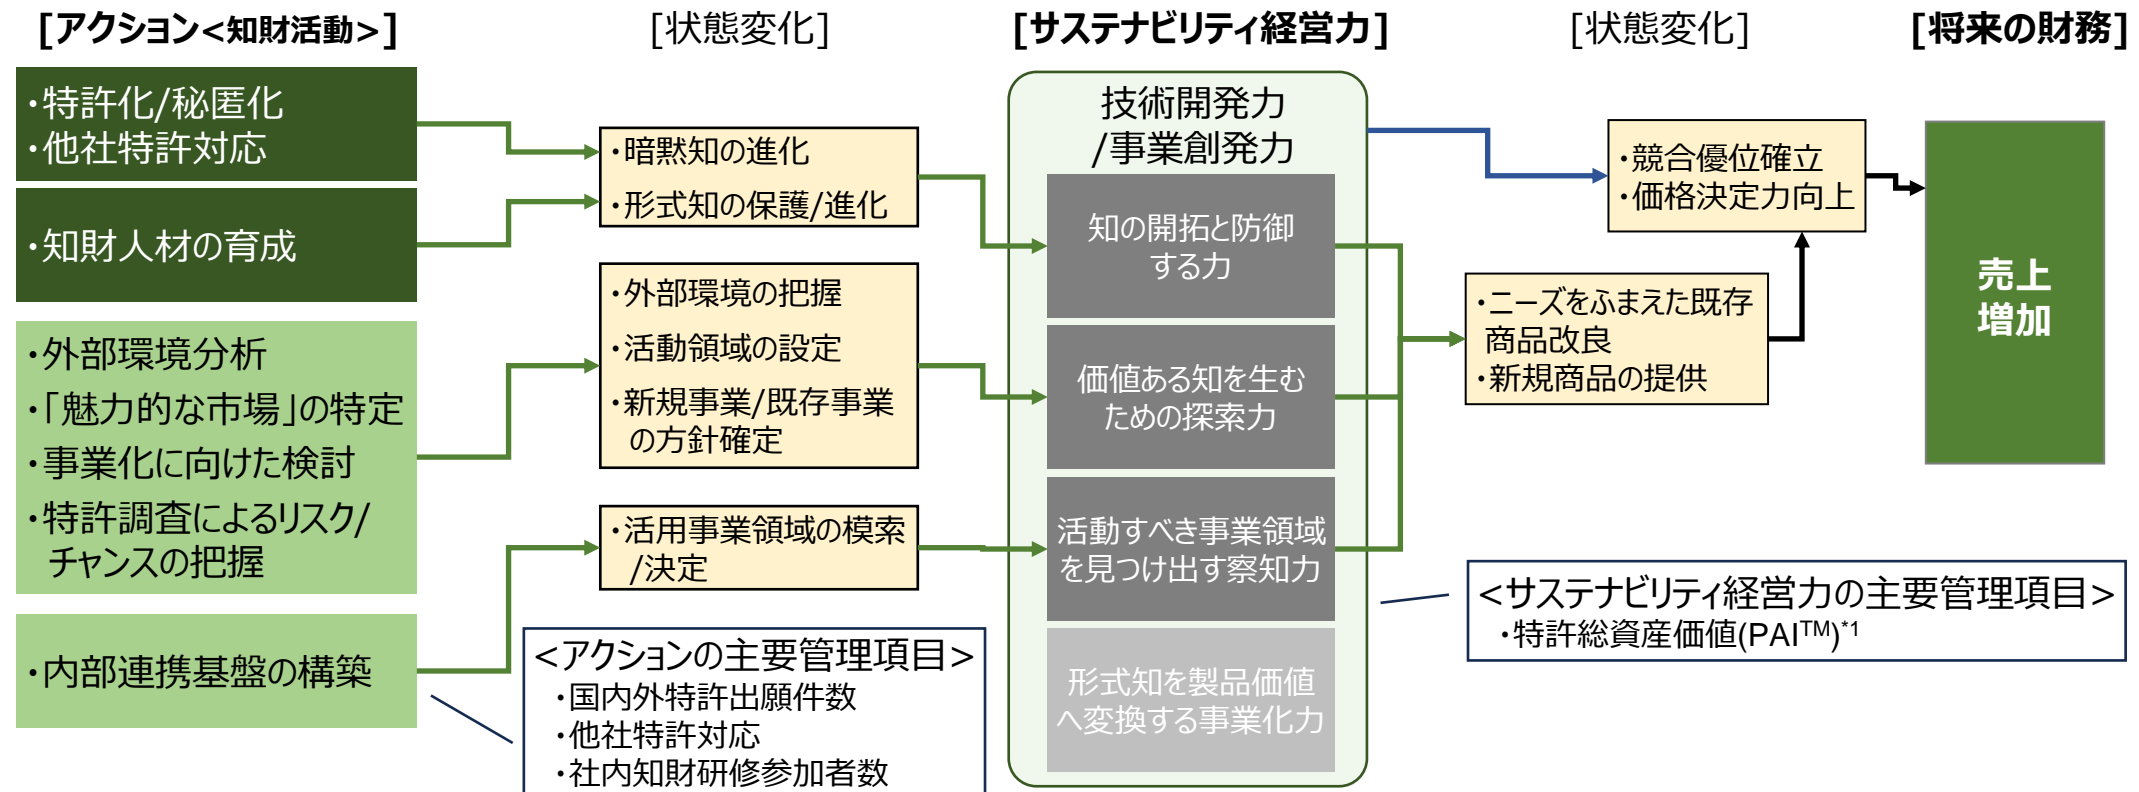 [アクション<知財活動>]
[状態変化]
[サステナビリティ経営力]
[状態変化]
[将来の財務]
・特許化/秘匿化
・他社特許対応
・知財人材の育成
・外部環境分析
・「魅力的な市場」の特定
・事業化に向けた検討
・特許調査によるリスク/
チャンスの把握
・内部連携基盤の構築
・暗黙知の進化
・形式知の保護/進化
・外部環境の把握
・活動領域の設定
・新規事業/既存事業
の方針確定
・活用事業領域の模索
/決定
<アクションの主要管理項目>
・国内外特許出願件数
・他社特許対応
・社内知財研修参加者数
技術開発力
/事業創発力
知の開拓と防御
する力
価値ある知を生む
ための探索力
活動すべき事業領域
を見つけ出す察知力
形式知を製品価値
へ変換する事業化力
・競合優位確立
・価格決定力向上
・ニーズをふまえた既存
商品改良
・新規商品の提供
<サステナビリティ経営力の主要管理項目>
・特許総資産価値(PAI™)*1
売上
増加